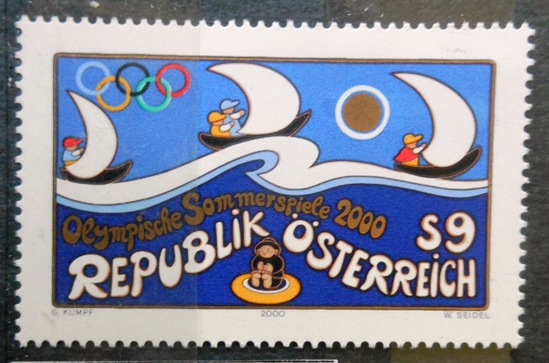 Olympische Sommerspiele 2000
S9
REPUBLIK ÖSTERREICH
G. KUMPF 2000 W. SEIDEL